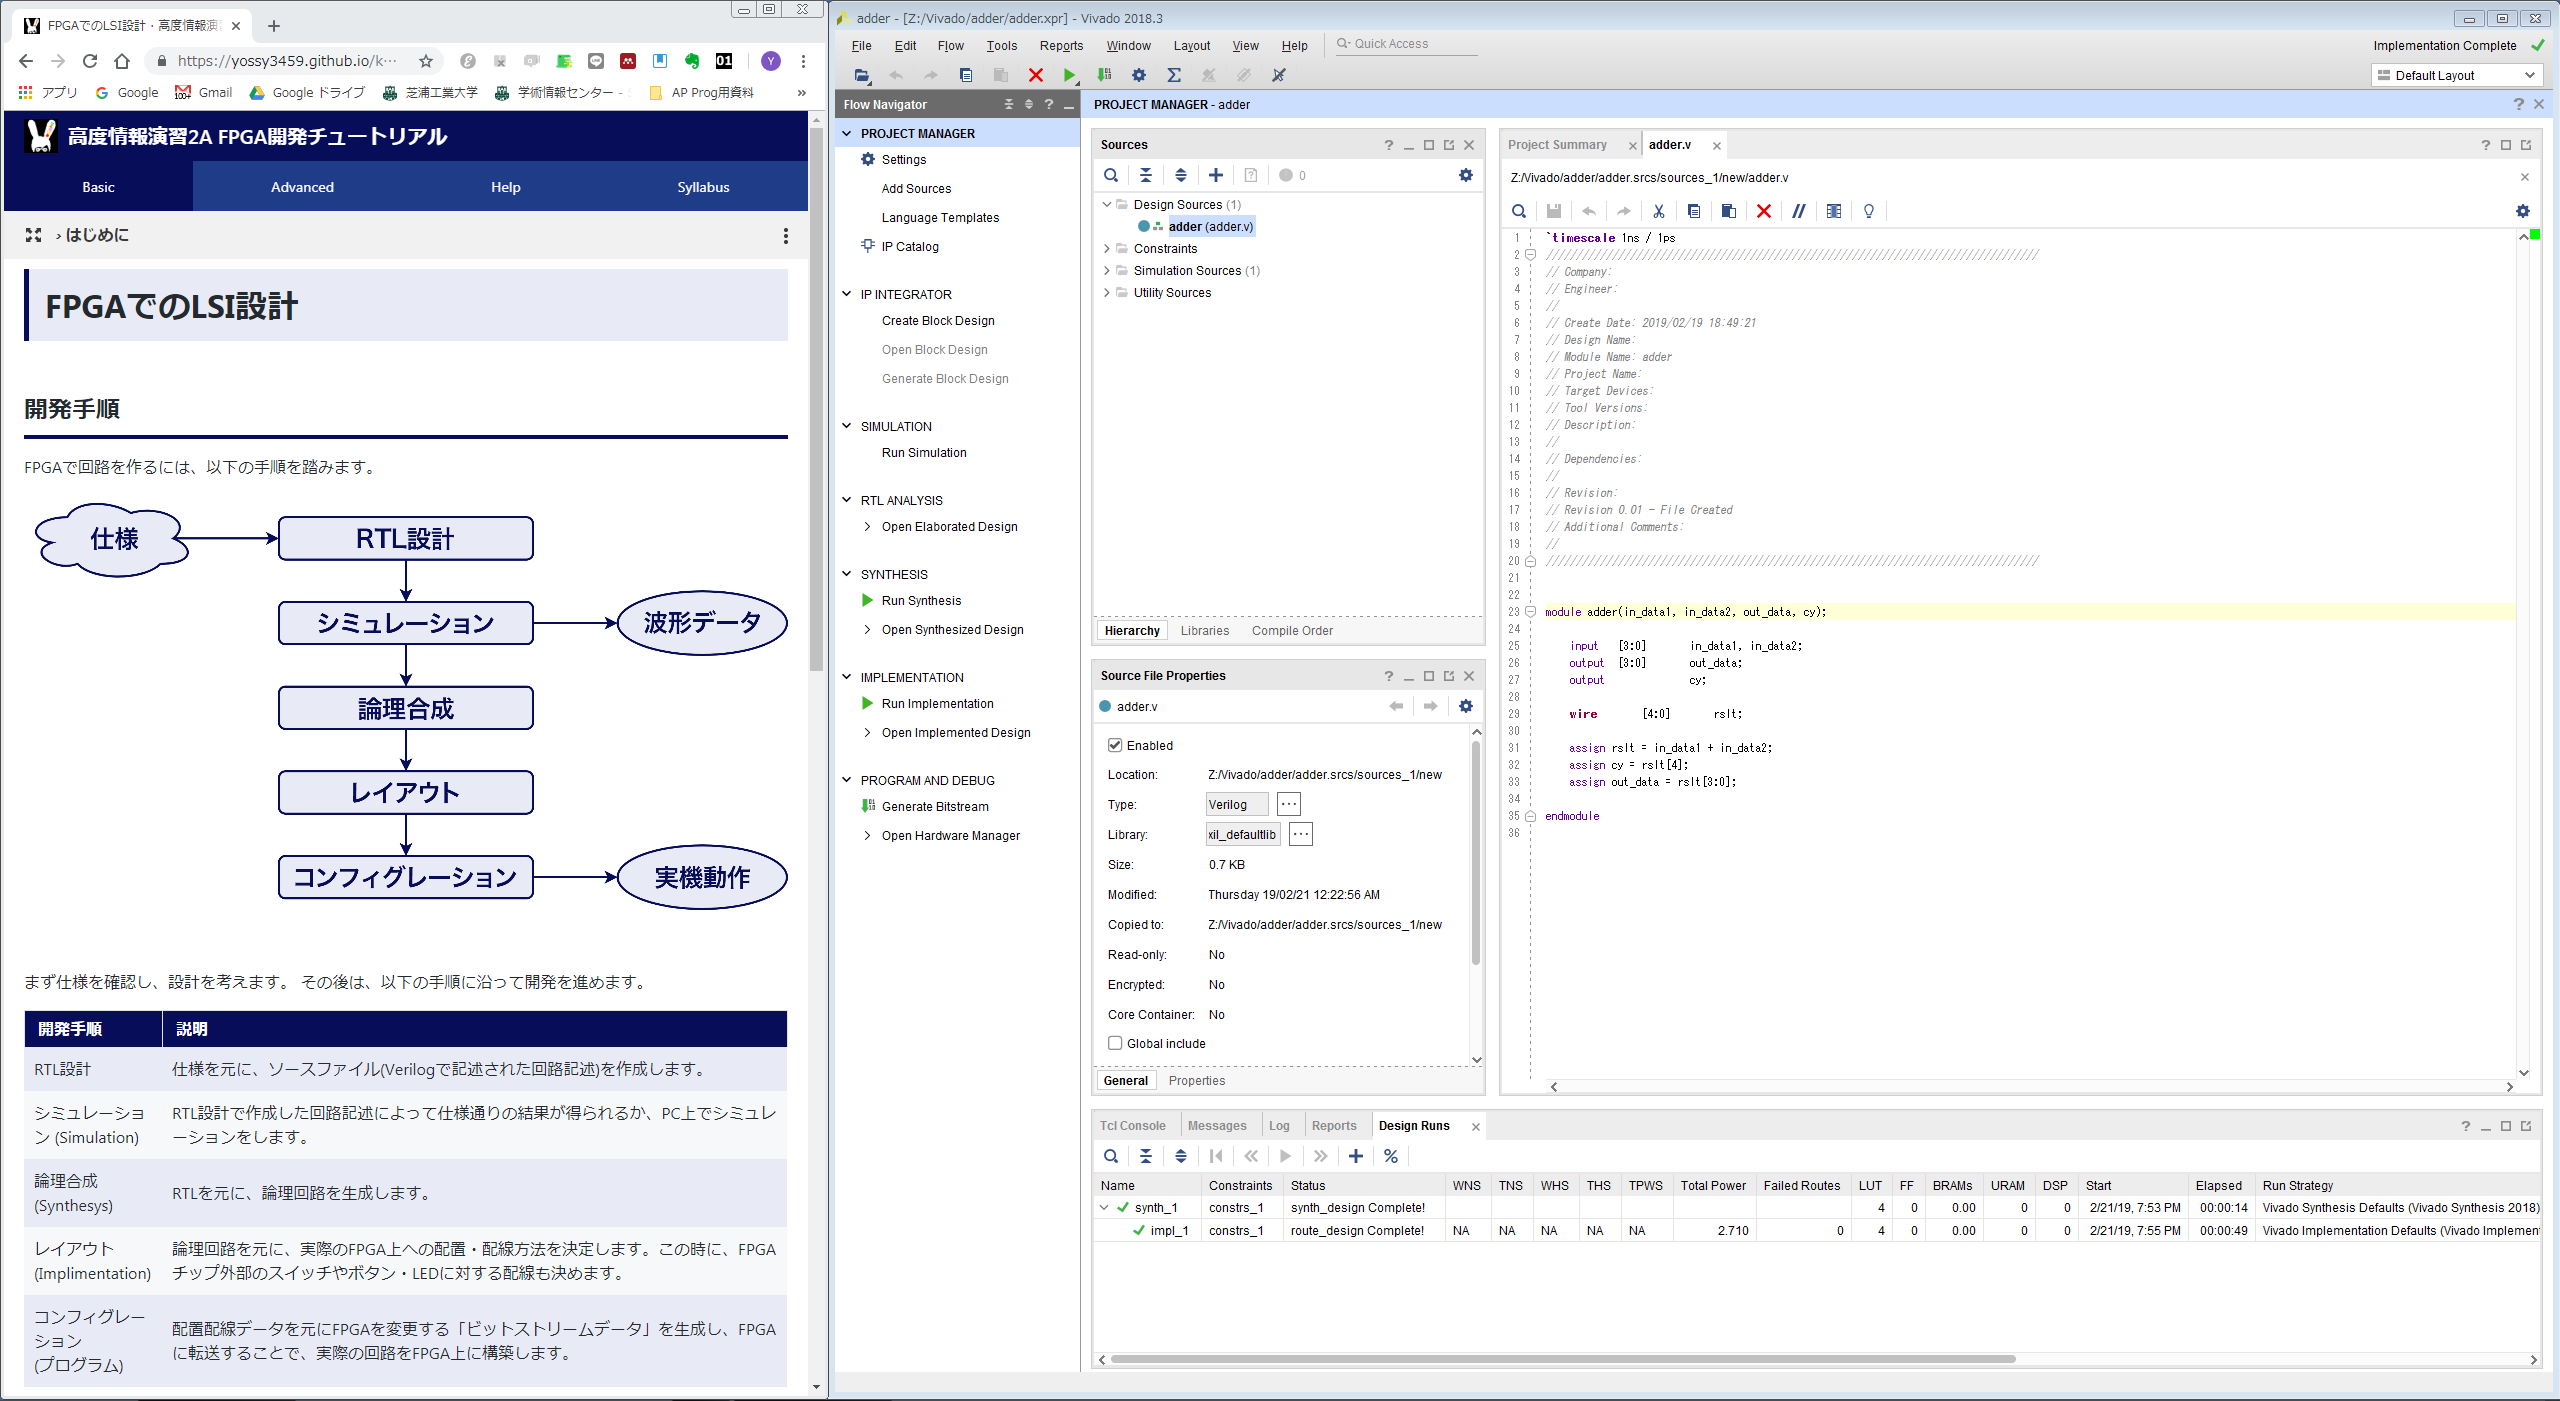 FPGAでのLSI設計・高度情報演
https://yossy3459.github.io/k…
アプリ Google Gmail Google ドライブ 芝浦工業大学 学術情報センター - AP Prog用資料 »
高度情報演習2A FPGA開発チュートリアル
Basic Advanced Help Syllabus
› はじめに
FPGAでのLSI設計
開発手順
FPGAで回路を作るには、以下の手順を踏みます。
仕様
RTL設計
シミュレーション
波形データ
論理合成
レイアウト
コンフィグレーション
実機動作
まず仕様を確認し、設計を考えます。 その後は、以下の手順に沿って開発を進めます。
開発手順 説明
RTL設計 仕様を元に、ソースファイル(Verilogで記述された回路記述)を作成します。
シミュレーショ
ン (Simulation)
RTL設計で作成した回路記述によって仕様通りの結果が得られるか、PC上でシミュレ
ーションをします。
論理合成
(Synthesys)
RTLを元に、論理回路を生成します。
レイアウト
(Implimentation)
論理回路を元に、実際のFPGA上への配置・配線方法を決定します。この時に、FPGA
チップ外部のスイッチやボタン・LEDに対する配線も決めます。
コンフィグレー
ション
(プログラム)
配置配線データを元にFPGAを変更する「ビットストリームデータ」を生成し、FPGA
に転送することで、実際の回路をFPGA上に構築します。
adder - [Z:/Vivado/adder/adder.xpr] - Vivado 2018.3
File Edit Flow Tools Reports Window Layout View Help Quick Access
Implementation Complete
Default Layout
Flow Navigator
PROJECT MANAGER
Settings
Add Sources
Language Templates
IP Catalog
IP INTEGRATOR
Create Block Design
Open Block Design
Generate Block Design
SIMULATION
Run Simulation
RTL ANALYSIS
Open Elaborated Design
SYNTHESIS
Run Synthesis
Open Synthesized Design
IMPLEMENTATION
Run Implementation
Open Implemented Design
PROGRAM AND DEBUG
Generate Bitstream
Open Hardware Manager
PROJECT MANAGER - adder
Sources
0
Design Sources (1)
adder (adder.v)
Constraints
Simulation Sources (1)
Utility Sources
Hierarchy Libraries Compile Order
Source File Properties
adder.v
Enabled
Location: Z:/Vivado/adder/adder.srcs/sources_1/new
Type: Verilog
Library: xil_defaultlib
Size: 0.7 KB
Modified: Thursday 19/02/21 12:22:56 AM
Copied to: Z:/Vivado/adder/adder.srcs/sources_1/new
Read-only: No
Encrypted: No
Core Container: No
Global include
General Properties
Project Summary adder.v
Z:/Vivado/adder/adder.srcs/sources_1/new/adder.v
1 `timescale 1ns / 1ps
2 //////////////////////////////////////////////////////////////////////////////////
3 // Company:
4 // Engineer:
5 //
6 // Create Date: 2019/02/19 18:49:21
7 // Design Name:
8 // Module Name: adder
9 // Project Name:
10 // Target Devices:
11 // Tool Versions:
12 // Description:
13 //
14 // Dependencies:
15 //
16 // Revision:
17 // Revision 0.01 - File Created
18 // Additional Comments:
19 //
20 //////////////////////////////////////////////////////////////////////////////////
21
22
23 module adder(in_data1, in_data2, out_data, cy);
24
25 input [3:0] in_data1, in_data2;
26 output [3:0] out_data;
27 output cy;
28
29 wire [4:0] rslt;
30
31 assign rslt = in_data1 + in_data2;
32 assign cy = rslt[4];
33 assign out_data = rslt[3:0];
34
35 endmodule
36
Tcl Console Messages Log Reports Design Runs
Name Constraints Status WNS TNS WHS THS TPWS Total Power Failed Routes LUT FF BRAMs URAM DSP Start Elapsed Run Strategy
synth_1 constrs_1 synth_design Complete! 4 0 0.00 0 0 2/21/19, 7:53 PM 00:00:14 Vivado Synthesis Defaults (Vivado Synthesis 2018)
impl_1 constrs_1 route_design Complete! NA NA NA NA NA 2.710 0 4 0 0.00 0 0 2/21/19, 7:55 PM 00:00:49 Vivado Implementation Defaults (Vivado Implement